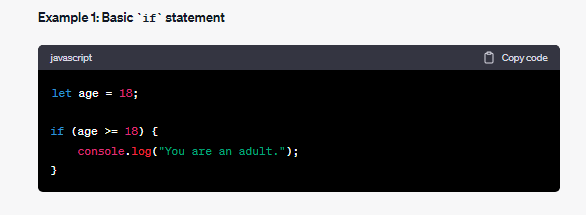 Example 1: Basic `if` statement
javascript Copy code
let age = 18;
if (age >= 18) {
    console.log("You are an adult.");
}